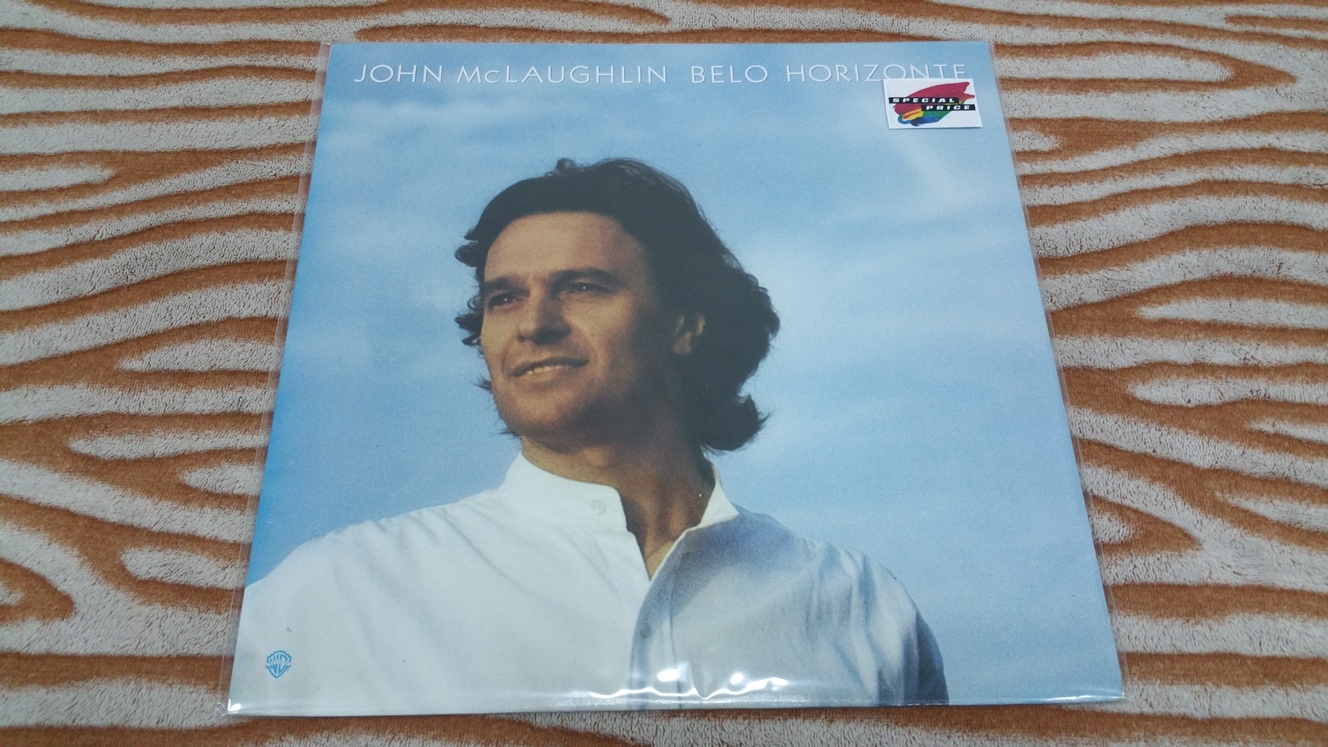 JOHN McLAUGHLIN BELO HORIZONTE
SPECIAL
PRICE